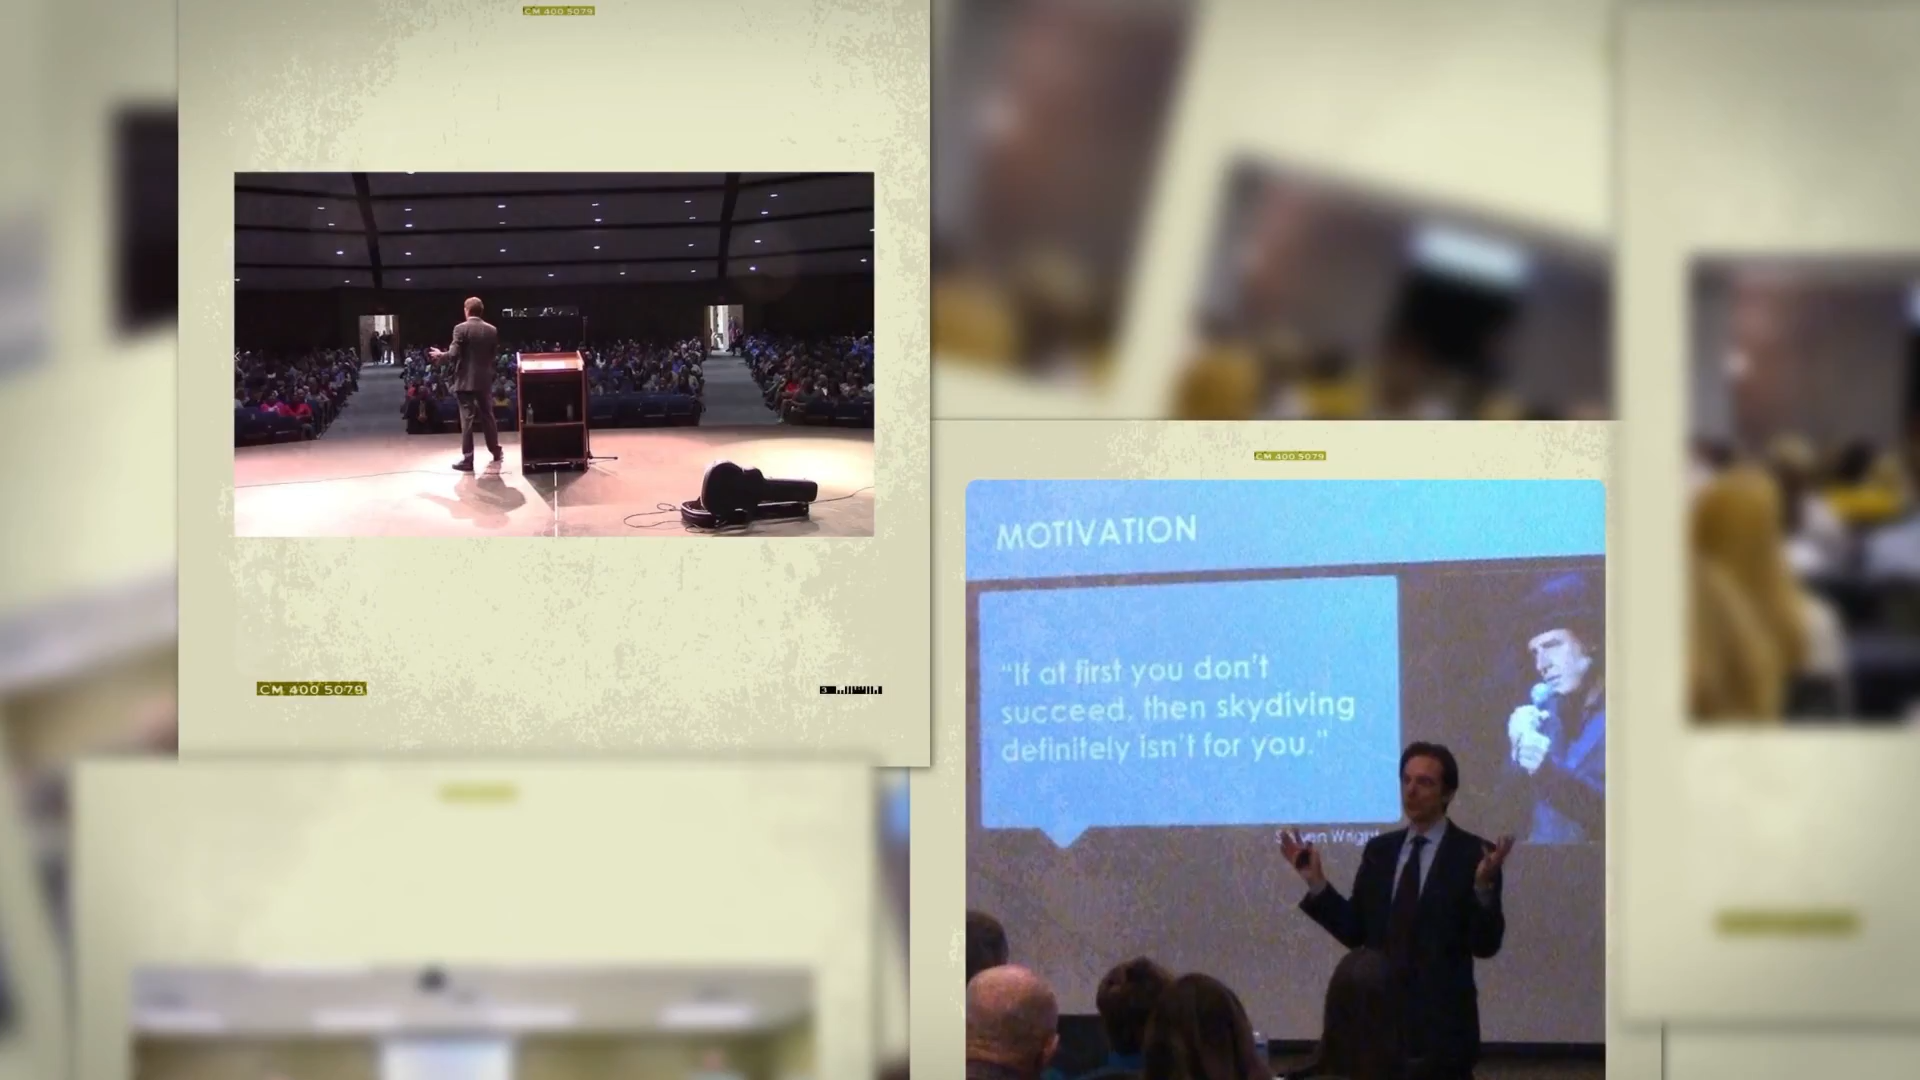 CM 400 5079
CM 400 5079
CM 400 5079
MOTIVATION
"If at first you don't
succeed, then skydiving
definitely isn't for you."
Wright